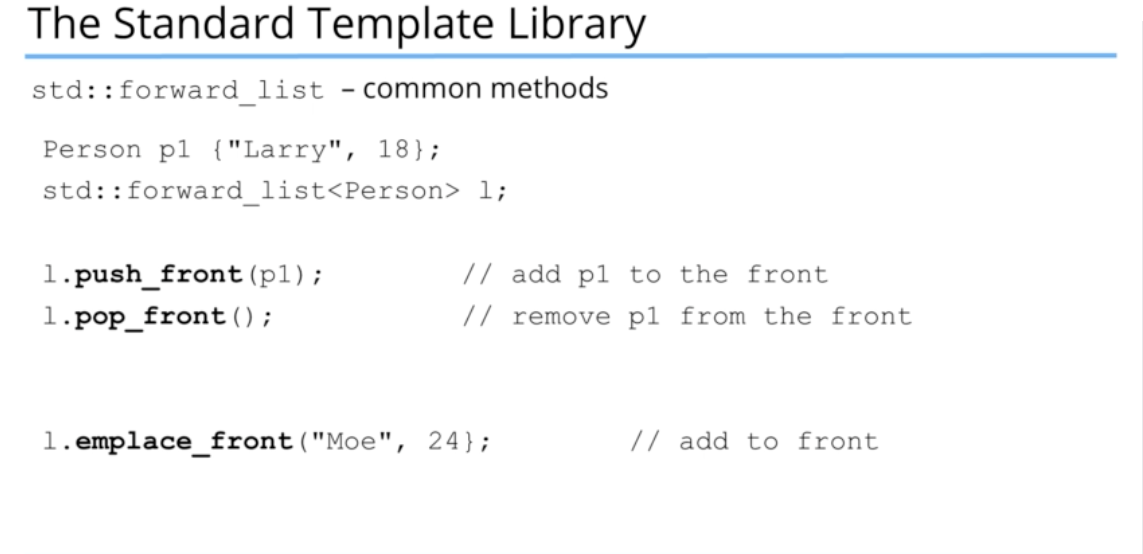 The Standard Template Library
std::forward_list – common methods
Person p1 {"Larry", 18};
std::forward_list<Person> l;
l.push_front(p1); // add p1 to the front
l.pop_front(); // remove p1 from the front
l.emplace_front("Moe", 24}; // add to front